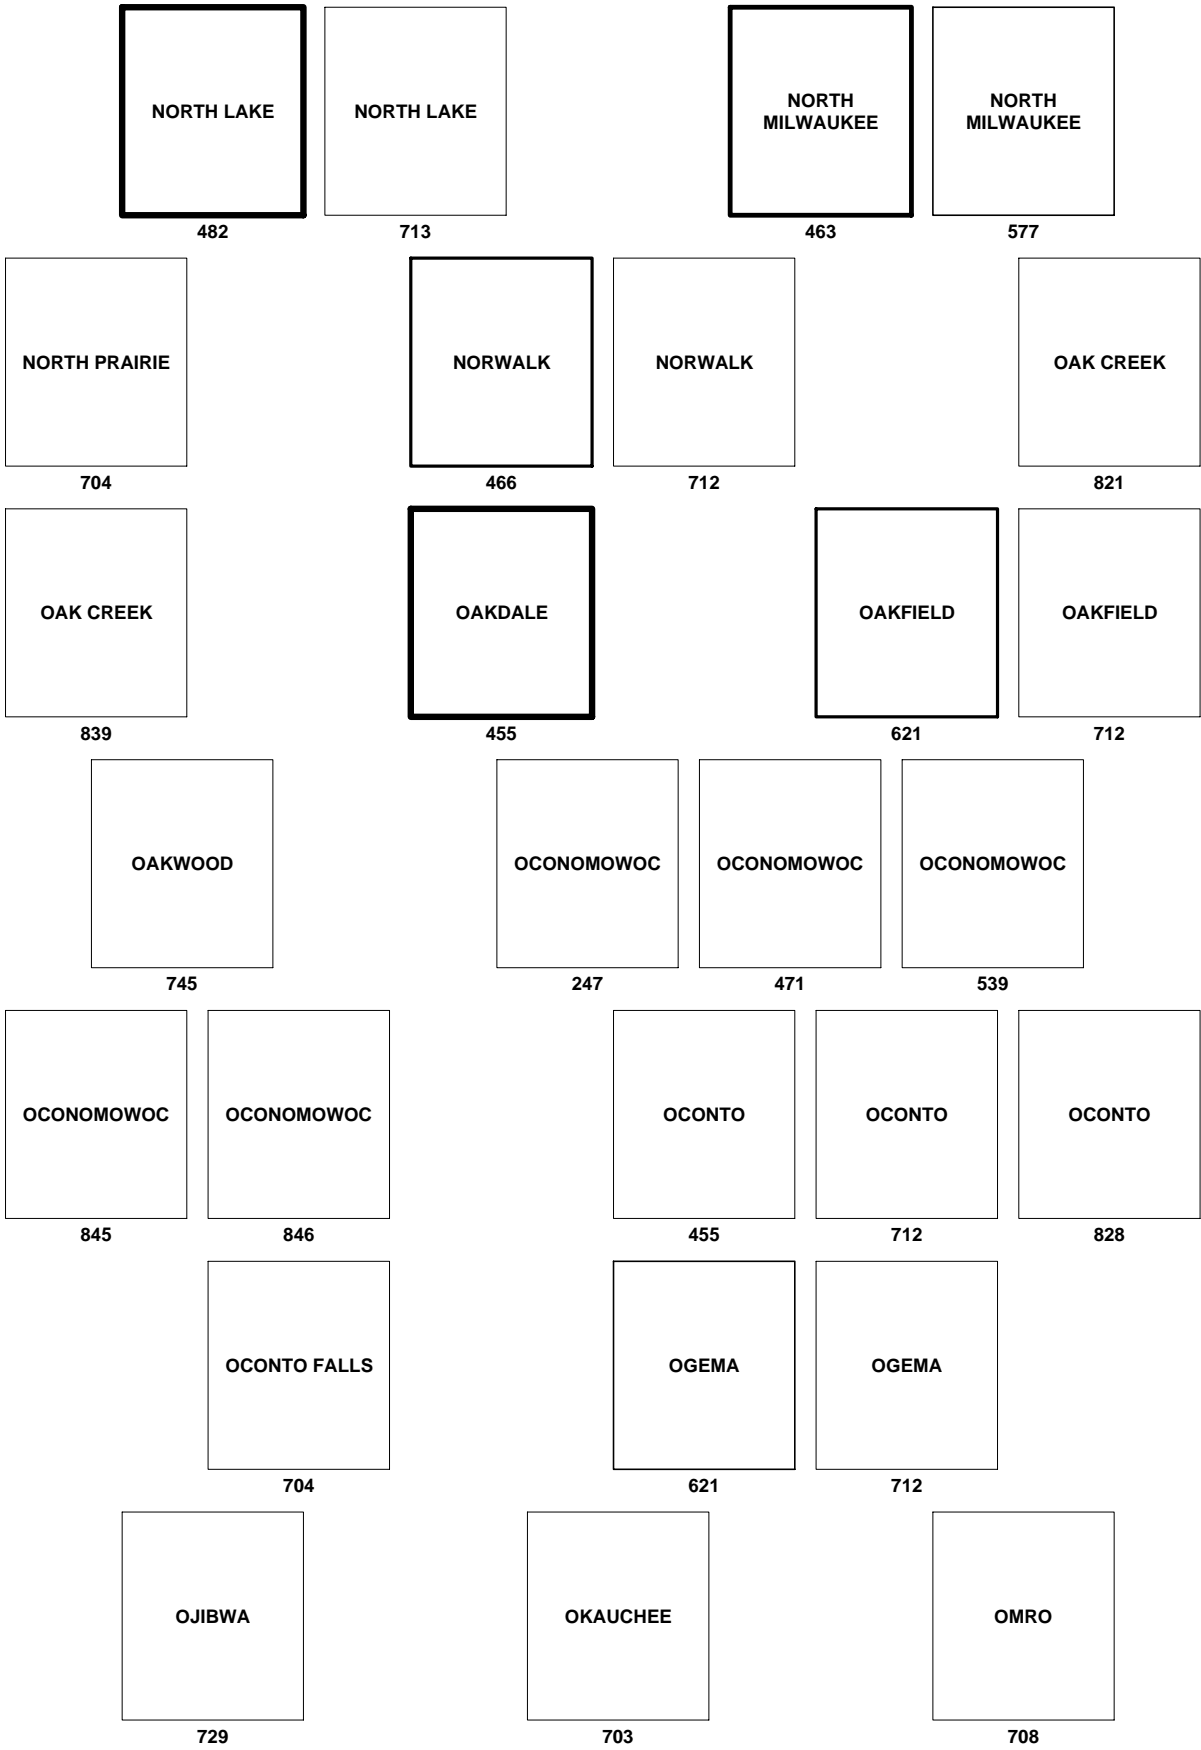 NORTH LAKE
482
NORTH LAKE
713
NORTH
MILWAUKEE
463
NORTH
MILWAUKEE
577
NORTH PRAIRIE
704
NORWALK
466
NORWALK
712
OAK CREEK
821
OAK CREEK
839
OAKDALE
455
OAKFIELD
621
OAKFIELD
712
OAKWOOD
745
OCONOMOWOC
247
OCONOMOWOC
471
OCONOMOWOC
539
OCONOMOWOC
845
OCONOMOWOC
846
OCONTO
455
OCONTO
712
OCONTO
828
OCONTO FALLS
704
OGEMA
621
OGEMA
712
OJIBWA
729
OKAUCHEE
703
OMRO
708